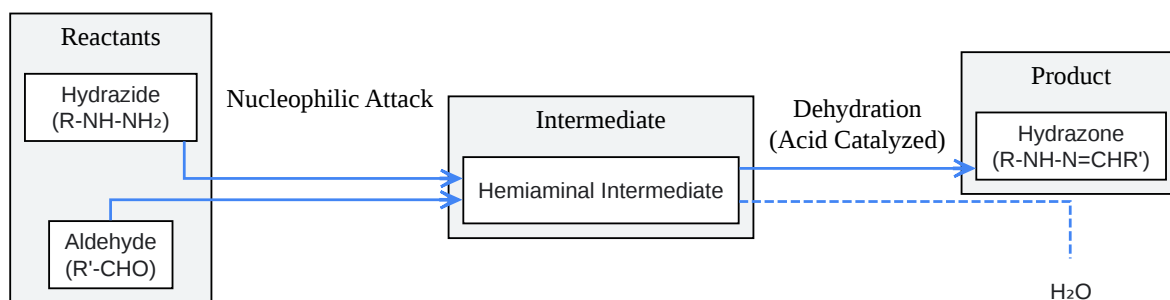 Reactants
Hydrazide
(R-NH-NH₂)
Aldehyde
(R'-CHO)
Nucleophilic Attack
Intermediate
Hemiaminal Intermediate
Dehydration
(Acid Catalyzed)
Product
Hydrazone
(R-NH-N=CHR')
H₂O